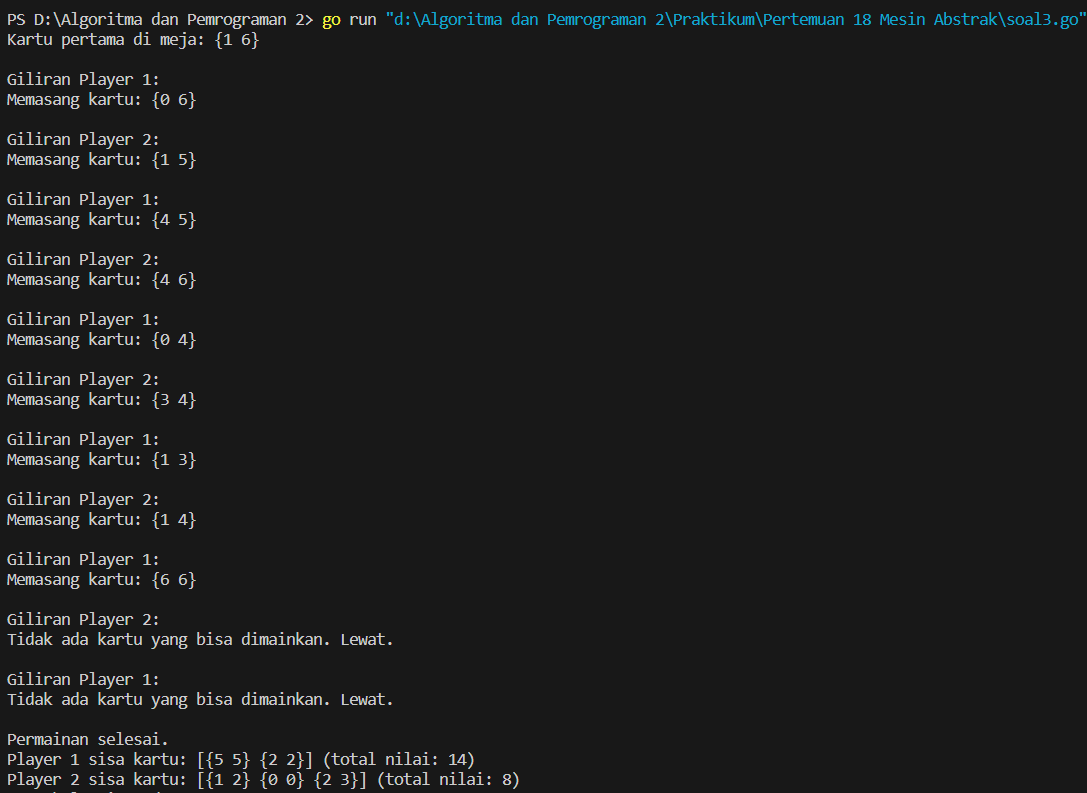 PS D:\Algoritma dan Pemrograman 2> go run "d:\Algoritma dan Pemrograman 2\Praktikum\Pertemuan 18 Mesin Abstrak\soal3.go"
Kartu pertama di meja: {1 6}
Giliran Player 1:
Memasang kartu: {0 6}
Giliran Player 2:
Memasang kartu: {1 5}
Giliran Player 1:
Memasang kartu: {4 5}
Giliran Player 2:
Memasang kartu: {4 6}
Giliran Player 1:
Memasang kartu: {0 4}
Giliran Player 2:
Memasang kartu: {3 4}
Giliran Player 1:
Memasang kartu: {1 3}
Giliran Player 2:
Memasang kartu: {1 4}
Giliran Player 1:
Memasang kartu: {6 6}
Giliran Player 2:
Tidak ada kartu yang bisa dimainkan. Lewat.
Giliran Player 1:
Tidak ada kartu yang bisa dimainkan. Lewat.
Permainan selesai.
Player 1 sisa kartu: [{5 5} {2 2}] (total nilai: 14)
Player 2 sisa kartu: [{1 2} {0 0} {2 3}] (total nilai: 8)